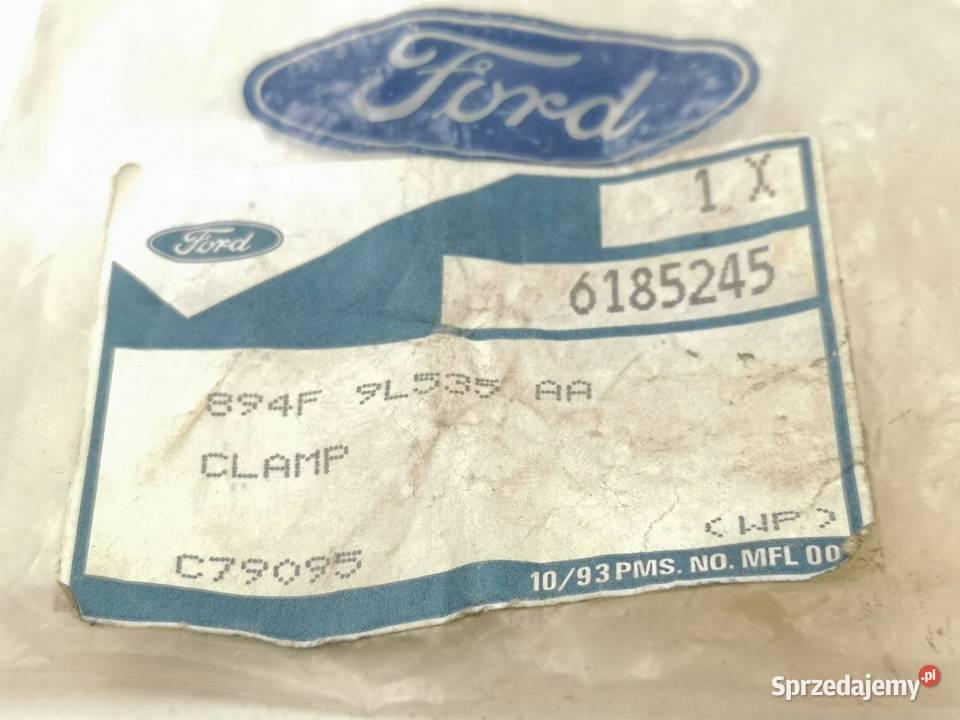 Ford
1 X
Ford
6185245
894F 9L535 AA
CLAMP
(WP)
C79095
10/93 PMS. NO. MFL 00
Sprzedajemy.pl